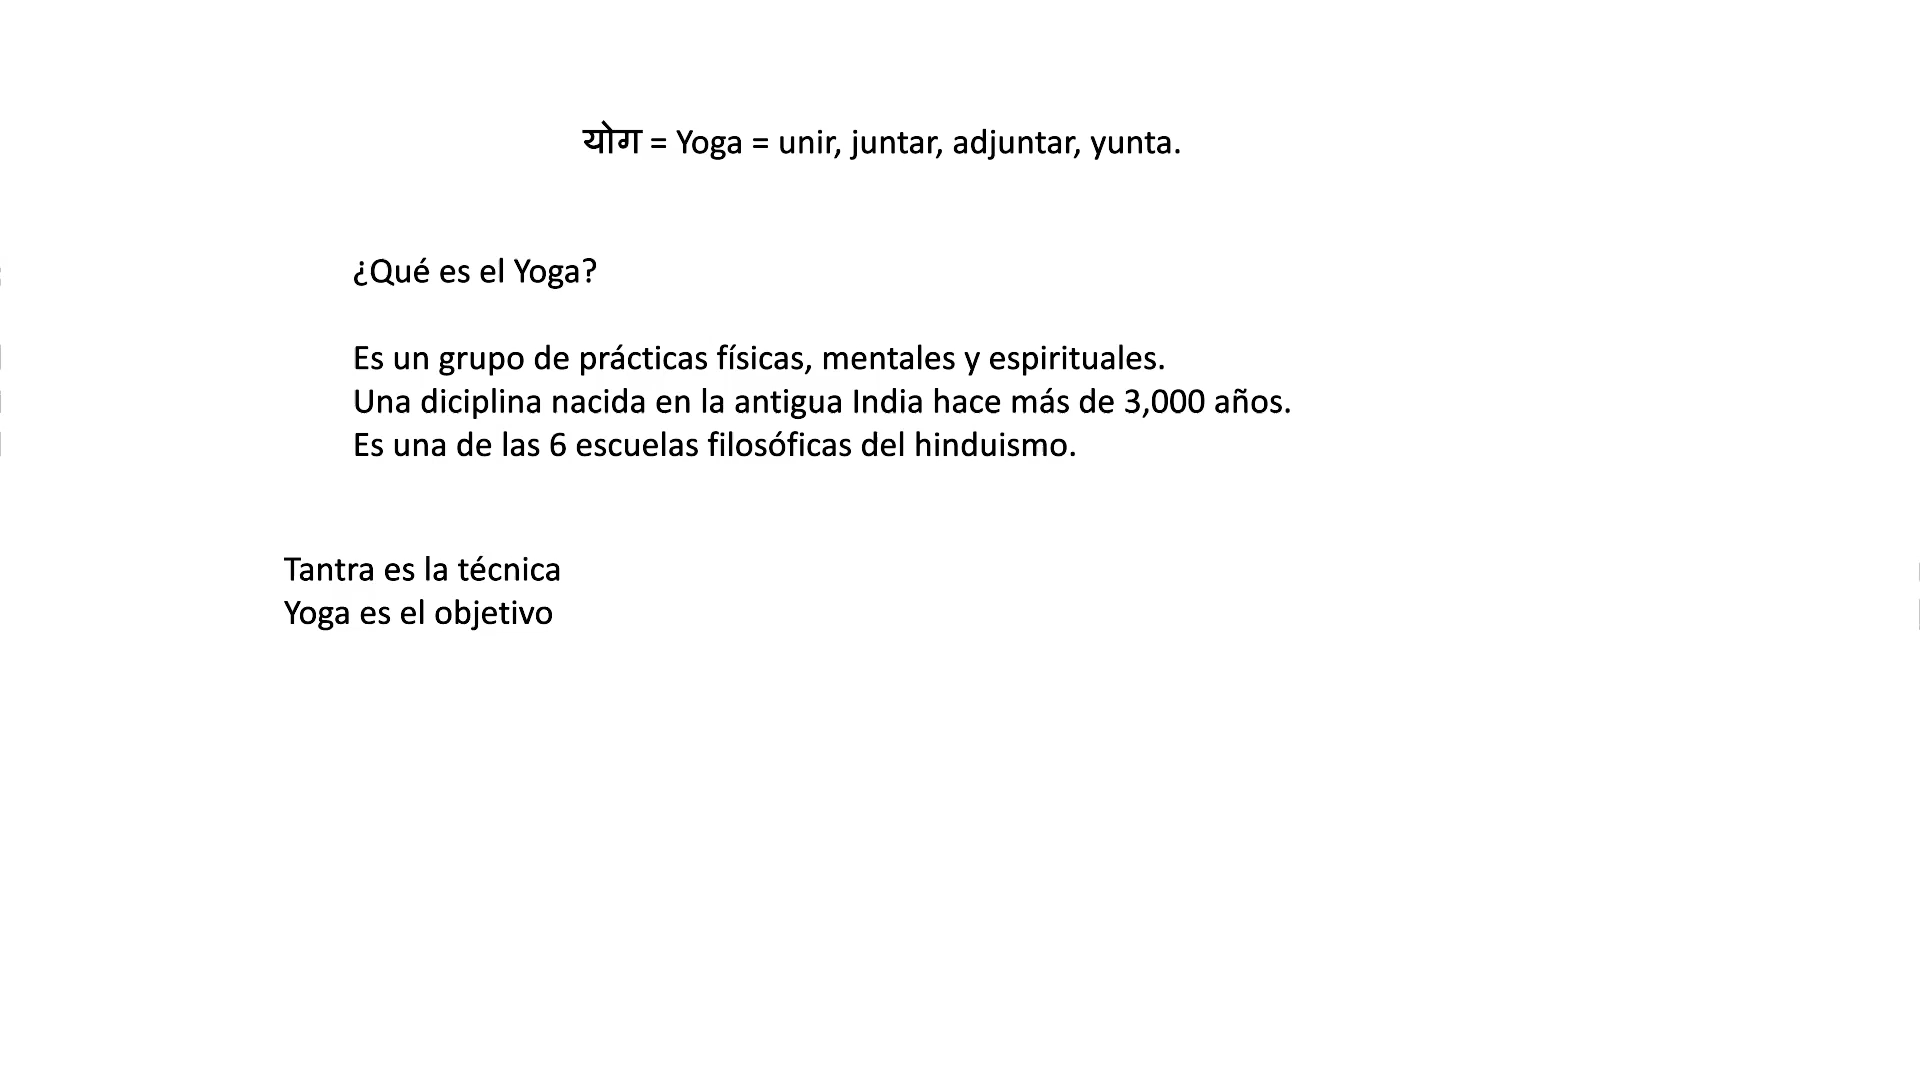 योग = Yoga = unir, juntar, adjuntar, yunta.
¿Qué es el Yoga?
Es un grupo de prácticas físicas, mentales y espirituales.
Una diciplina nacida en la antigua India hace más de 3,000 años.
Es una de las 6 escuelas filosóficas del hinduismo.
Tantra es la técnica
Yoga es el objetivo